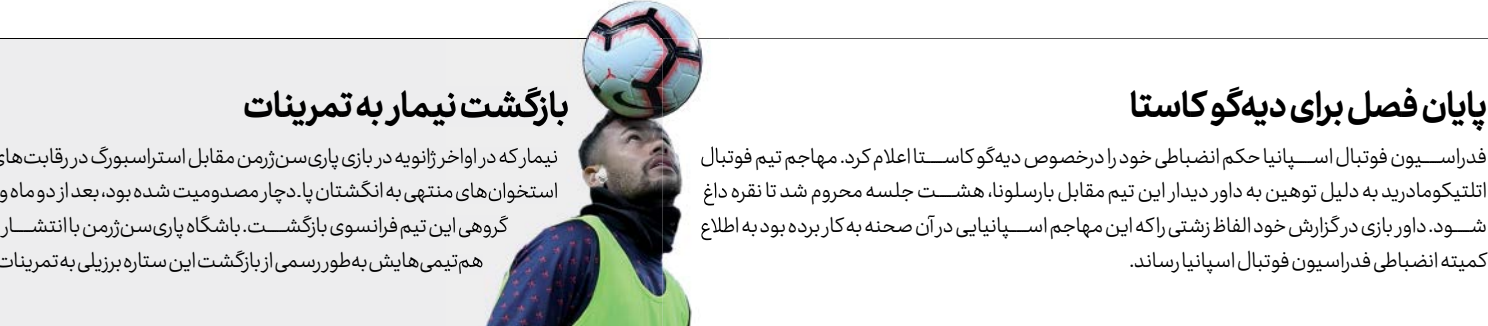 پایان فصل برای دیه‌گو کاستا
فدراسیون فوتبال اسپانیا حکم انضباطی خود را درخصوص دیه‌گو کاستا اعلام کرد. مهاجم تیم فوتبال
اتلتیکومادرید به دلیل توهین به داور دیدار این تیم مقابل بارسلونا، هشت جلسه محروم شد تا نقره داغ
شود. داور بازی در گزارش خود الفاظ زشتی را که این مهاجم اسپانیایی در آن صحنه به کار برده بود به اطلاع
کمیته انضباطی فدراسیون فوتبال اسپانیا رساند.
بازگشت نیمار به تمرینات
نیمار که در اواخر ژانویه در بازی پاری‌سن‌ژرمن مقابل استراسبورگ در رقابت‌های
استخوان‌های منتهی به انگشتان پا.دچار مصدومیت شده بود، بعد از دو ماه و
گروهی این تیم فرانسوی بازگشت. باشگاه پاری‌سن‌ژرمن با انتشار
هم‌تیمی‌هایش به‌طور رسمی از بازگشت این ستاره برزیلی به تمرینات